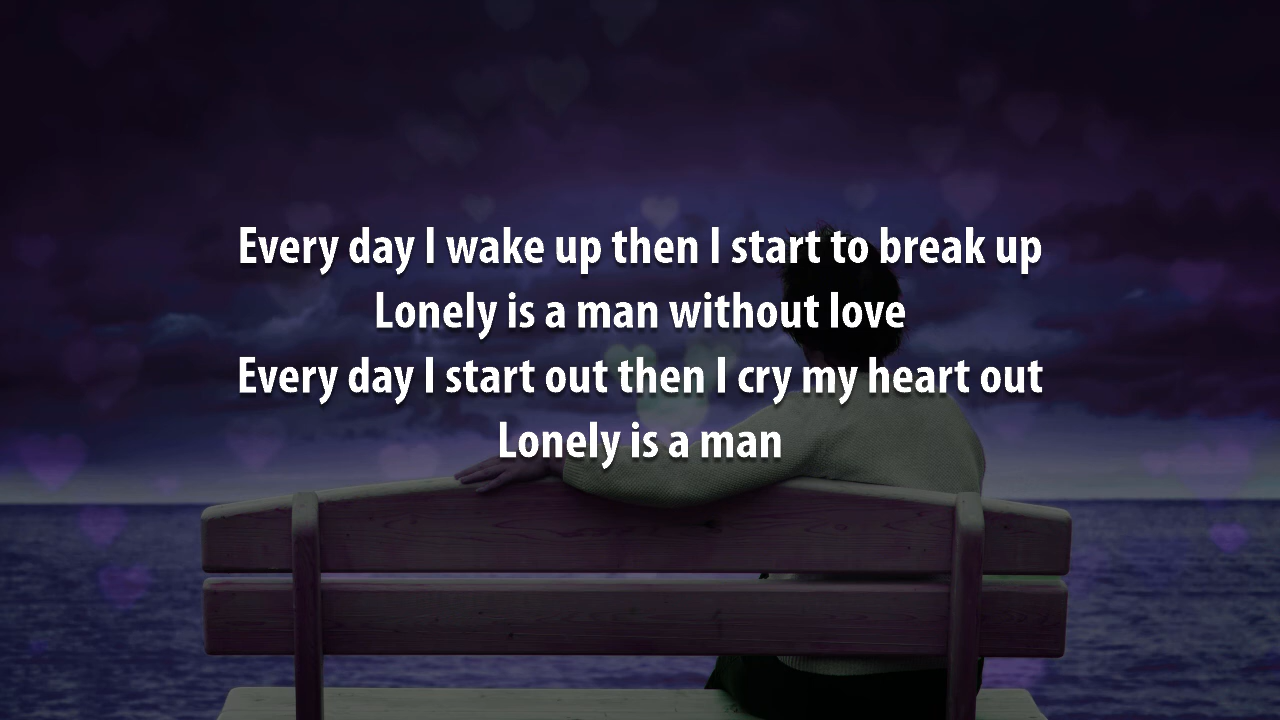 Every day I wake up then I start to break up
Lonely is a man without love
Every day I start out then I cry my heart out
Lonely is a man